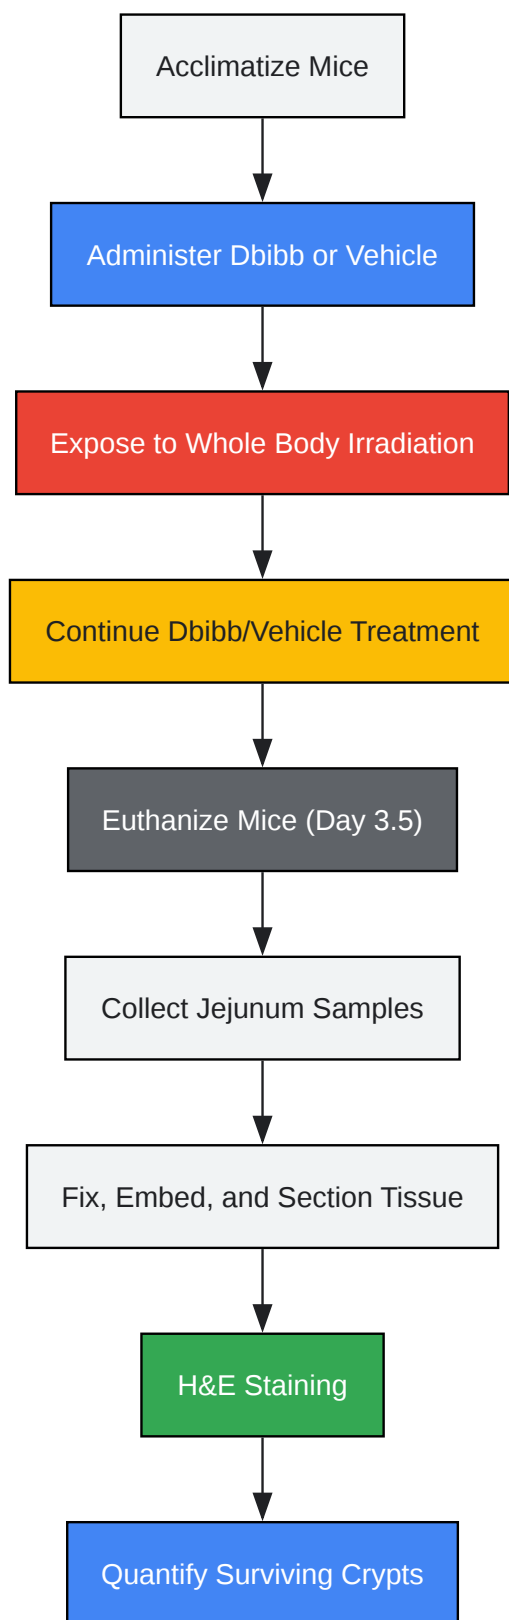 Acclimatize Mice
Administer Dbibb or Vehicle
Expose to Whole Body Irradiation
Continue Dbibb/Vehicle Treatment
Euthanize Mice (Day 3.5)
Collect Jejunum Samples
Fix, Embed, and Section Tissue
H&E Staining
Quantify Surviving Crypts